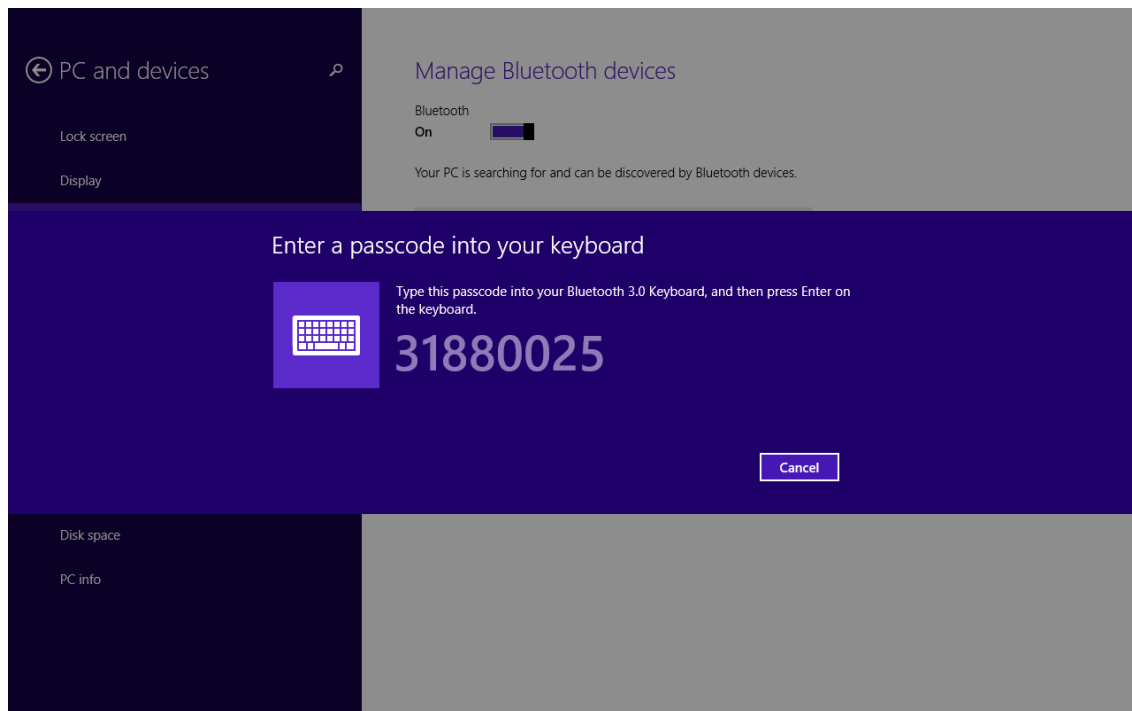 PC and devices
Lock screen
Display
Manage Bluetooth devices
Bluetooth
On
Your PC is searching for and can be discovered by Bluetooth devices.
Enter a passcode into your keyboard
Type this passcode into your Bluetooth 3.0 Keyboard, and then press Enter on
the keyboard.
31880025
Cancel
Disk space
PC info